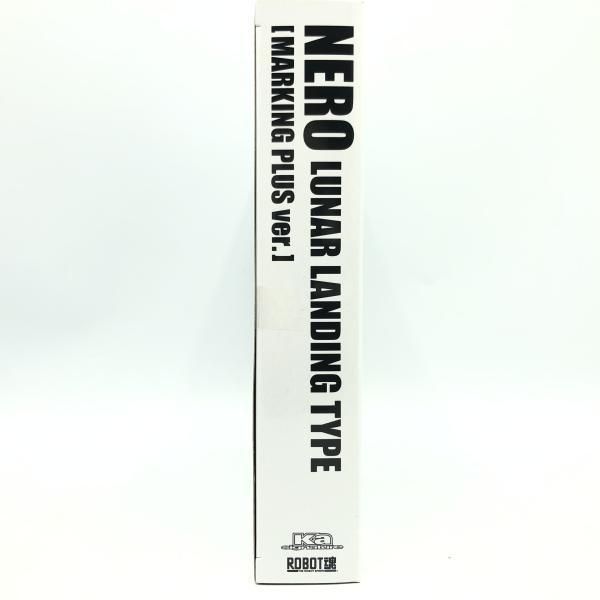 NERO LUNAR LANDING TYPE
[ MARKING PLUS ver.]
Ka
signature
ROBOT魂